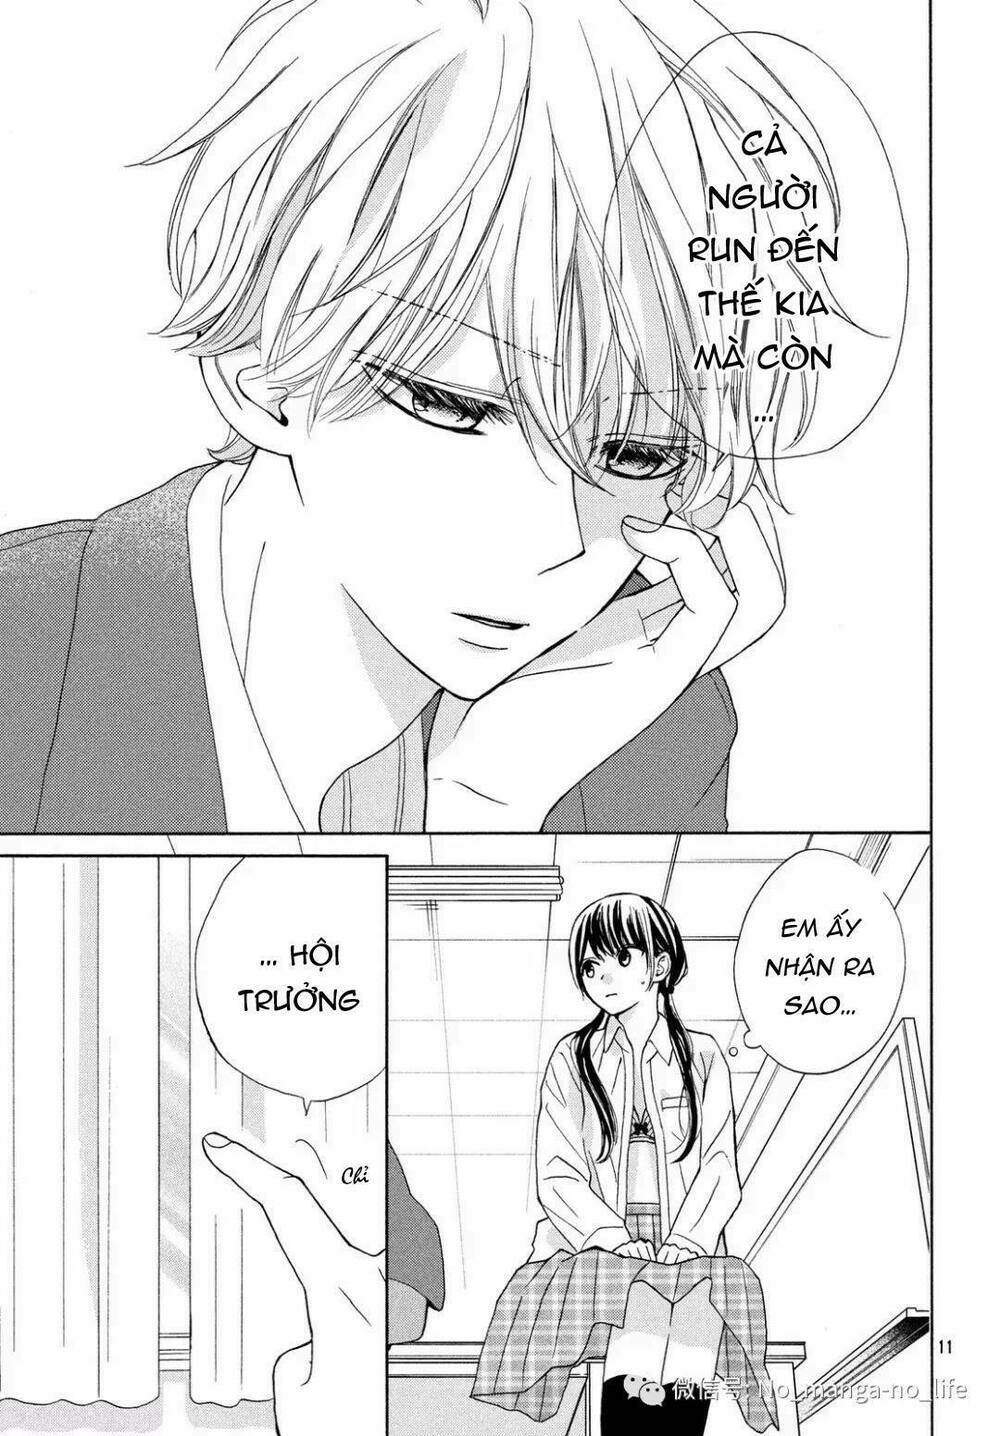 CẢ
NGƯỜI
RUN ĐẾN
THẾ KIA
MÀ CÒN
...
EM ẤY
NHẬN RA
SAO...
... HỘI
TRƯỞNG
Chỉ
11
微信号: No_manga-no_life